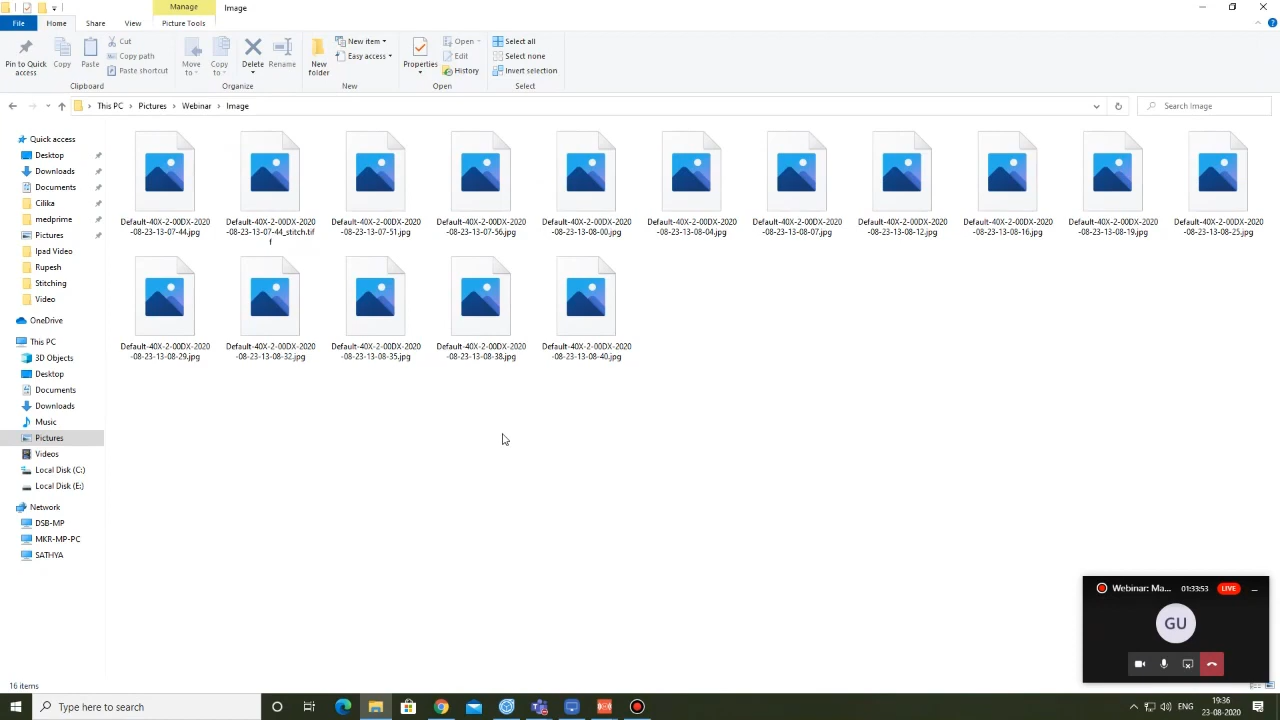 Manage
Image
File
Home
Share
View
Picture Tools
Pin to Quick access
Copy
Paste
Cut
Copy path
Paste shortcut
Clipboard
Move to
Copy to
Delete
Rename
Organize
New folder
New item
Easy access
New
Properties
Open
Edit
History
Open
Select all
Select none
Invert selection
Select
This PC
Pictures
Webinar
Image
Search Image
Quick access
Desktop
Downloads
Documents
Cilika
medprime
Pictures
Ipad Video
Rupesh
Stitching
Video
OneDrive
This PC
3D Objects
Desktop
Documents
Downloads
Music
Pictures
Videos
Local Disk (C:)
Local Disk (E:)
Network
DSB-MP
MKR-MP-PC
SATHYA
Default-40X-2-00DX-2020
-08-23-13-07-44.jpg
Default-40X-2-00DX-2020
-08-23-13-07-44_stitch.tif
f
Default-40X-2-00DX-2020
-08-23-13-07-51.jpg
Default-40X-2-00DX-2020
-08-23-13-07-56.jpg
Default-40X-2-00DX-2020
-08-23-13-08-00.jpg
Default-40X-2-00DX-2020
-08-23-13-08-04.jpg
Default-40X-2-00DX-2020
-08-23-13-08-07.jpg
Default-40X-2-00DX-2020
-08-23-13-08-12.jpg
Default-40X-2-00DX-2020
-08-23-13-08-16.jpg
Default-40X-2-00DX-2020
-08-23-13-08-19.jpg
Default-40X-2-00DX-2020
-08-23-13-08-25.jpg
Default-40X-2-00DX-2020
-08-23-13-08-29.jpg
Default-40X-2-00DX-2020
-08-23-13-08-32.jpg
Default-40X-2-00DX-2020
-08-23-13-08-35.jpg
Default-40X-2-00DX-2020
-08-23-13-08-38.jpg
Default-40X-2-00DX-2020
-08-23-13-08-40.jpg
Webinar: Ma... 01:33:53 LIVE
GU
16 items
Type here to search
ENG
19:36
23-08-2020